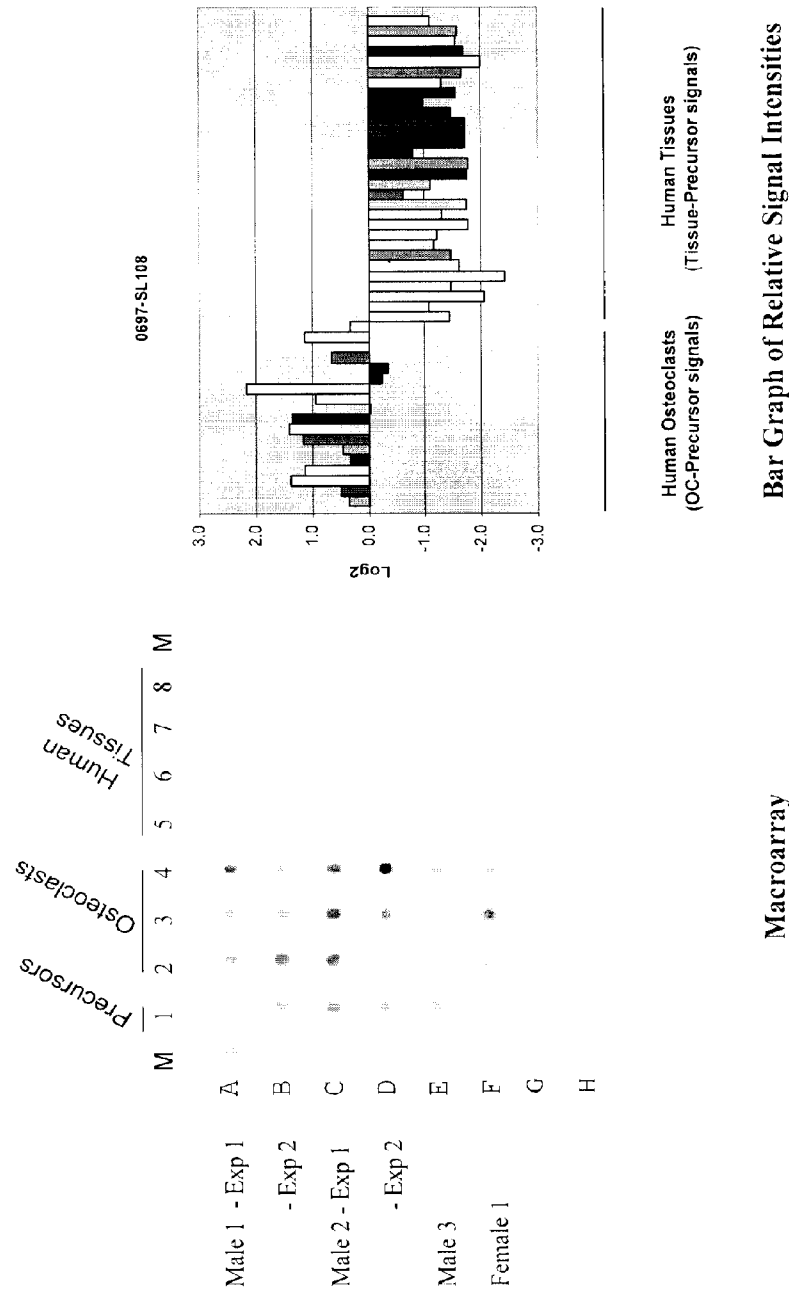 Precursors
Osteoclasts
Human
Tissues
M 1 2 3 4 5 6 7 8 M
Male 1 - Exp 1 A
- Exp 2 B
Male 2 - Exp 1 C
- Exp 2 D
Male 3 E
Female 1 F
G
H
Macroarray
0697-SL108
3.0
2.0
1.0
0.0
-1.0
-2.0
-3.0
Log2
Human Osteoclasts
(OC-Precursor signals)
Human Tissues
(Tissue-Precursor signals)
Bar Graph of Relative Signal Intensities